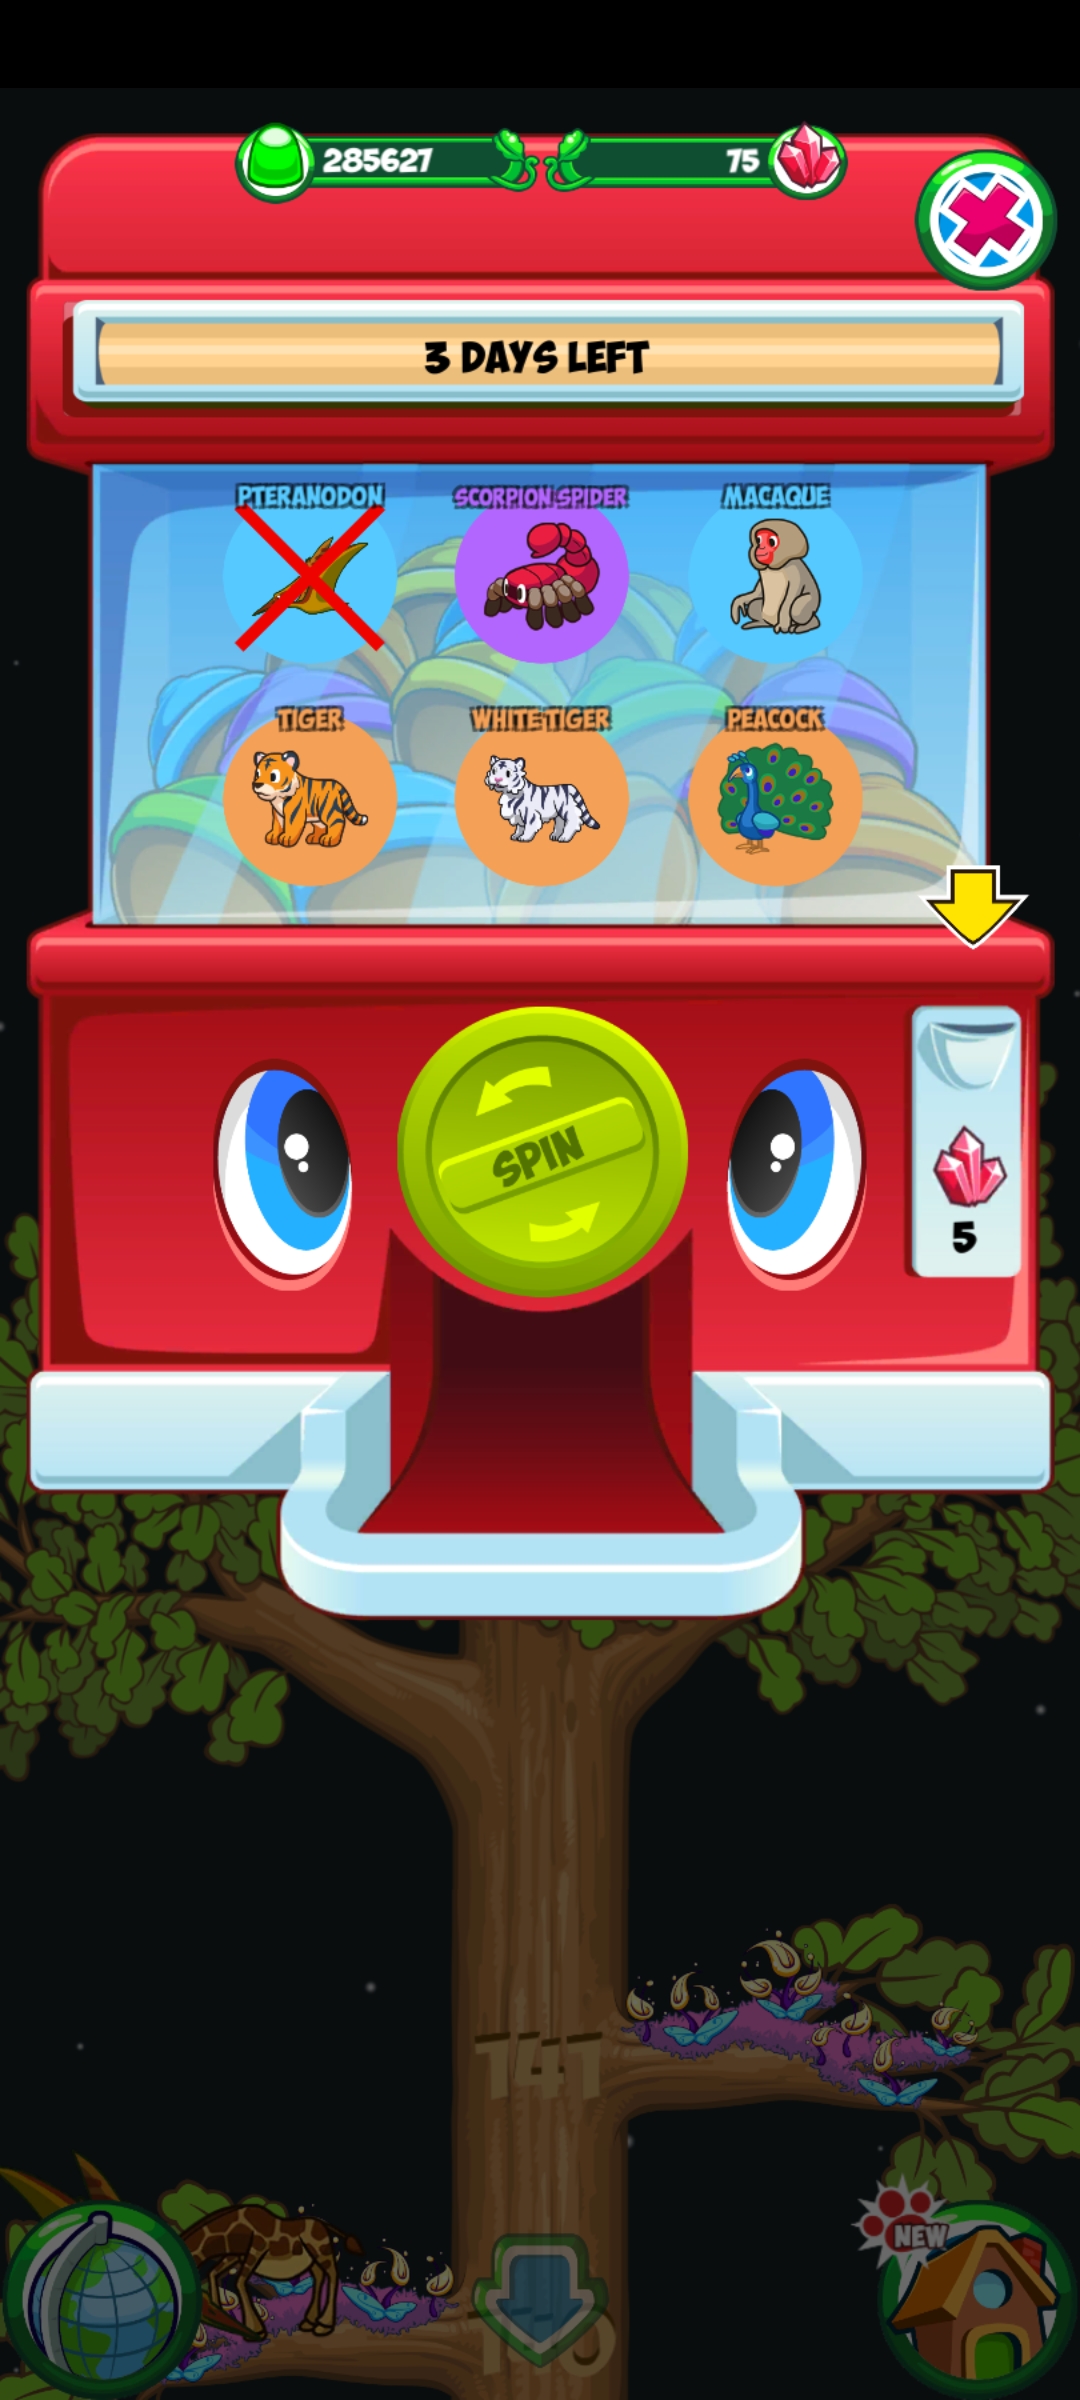 285627
75
3 DAYS LEFT
PTERANODON
SCORPION SPIDER
MACAQUE
TIGER
WHITE TIGER
PEACOCK
SPIN
5
141
NEW